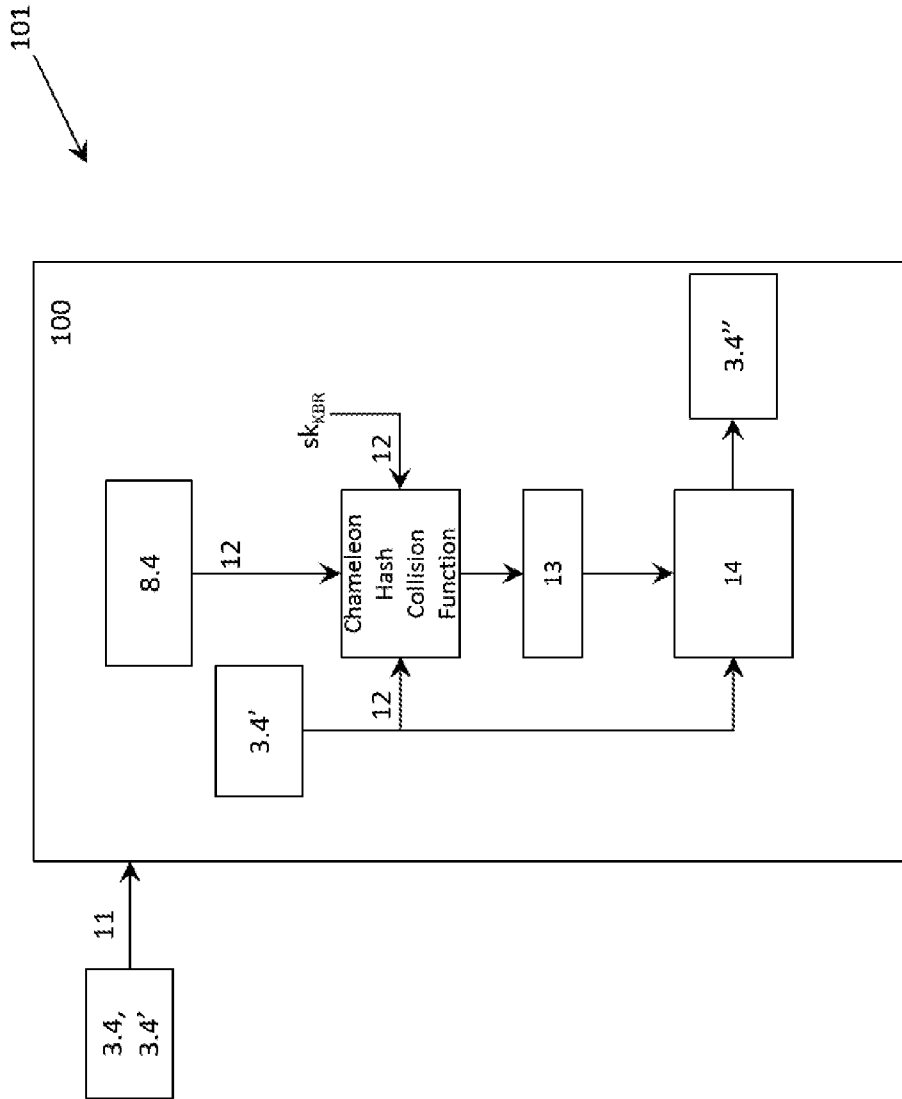 101
3.4,
3.4'
11
100
8.4
12
3.4'
sk_KBR
12
12
Chameleon
Hash
Collision
Function
13
14
3.4''